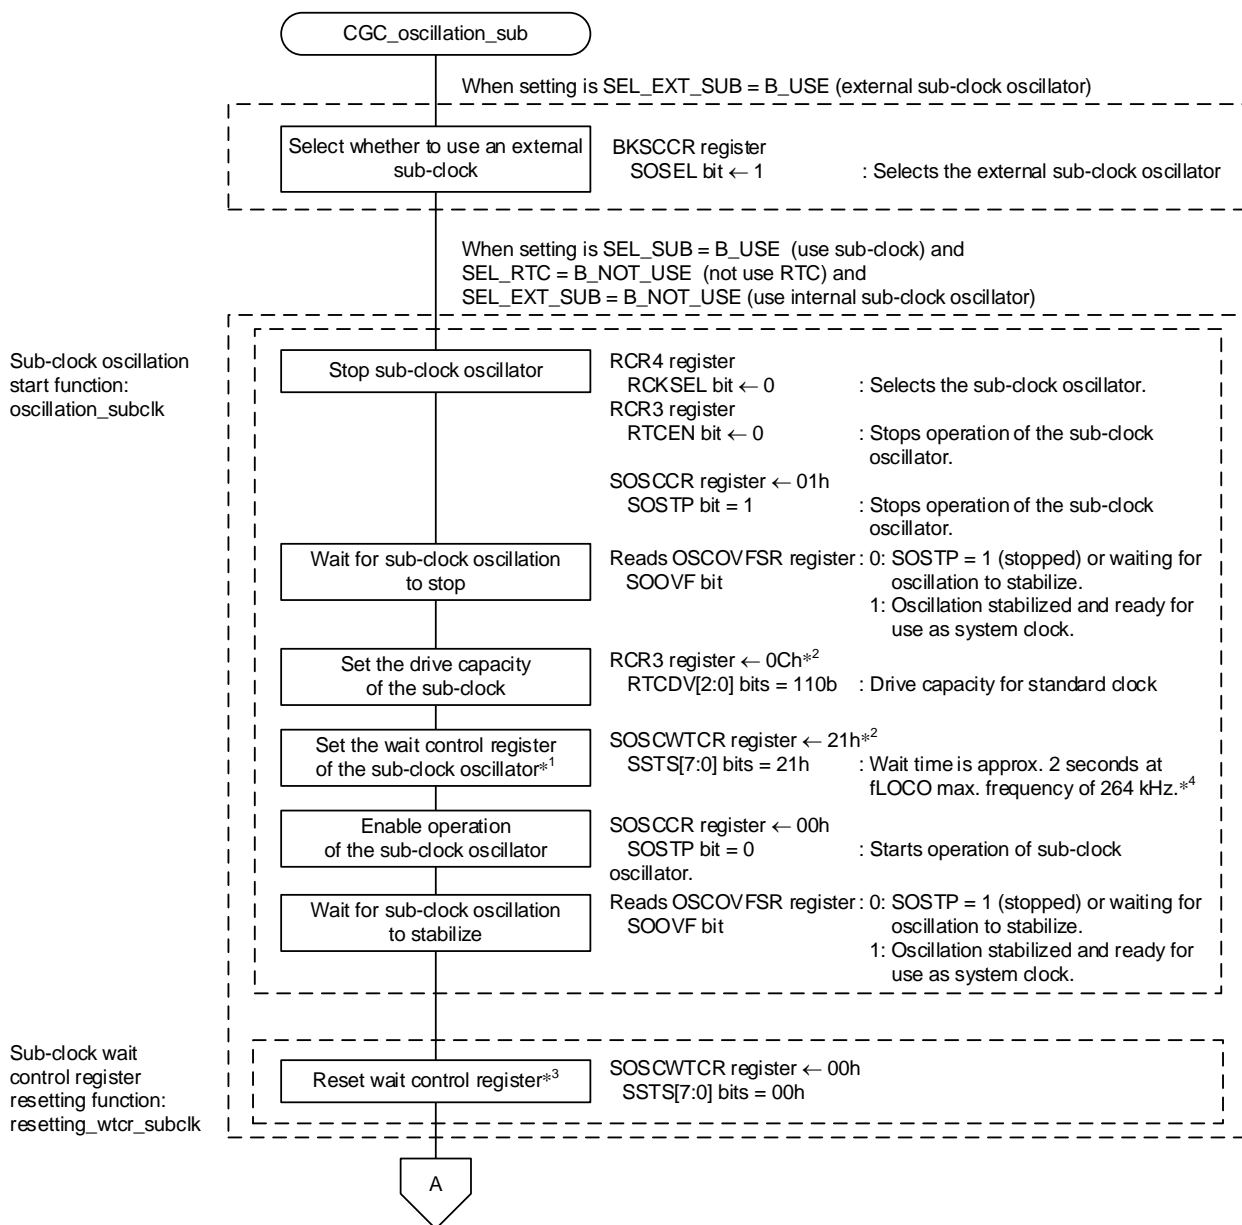 CGC_oscillation_sub
When setting is SEL_EXT_SUB = B_USE (external sub-clock oscillator)
Select whether to use an external
sub-clock
BKSCCR register
SOSEL bit ← 1 : Selects the external sub-clock oscillator
When setting is SEL_SUB = B_USE (use sub-clock) and
SEL_RTC = B_NOT_USE (not use RTC) and
SEL_EXT_SUB = B_NOT_USE (use internal sub-clock oscillator)
Sub-clock oscillation
start function:
oscillation_subclk
Stop sub-clock oscillator
RCR4 register
RCKSEL bit ← 0 : Selects the sub-clock oscillator.
RCR3 register
RTCEN bit ← 0 : Stops operation of the sub-clock
oscillator.
SOSCCR register ← 01h
SOSTP bit = 1 : Stops operation of the sub-clock
oscillator.
Wait for sub-clock oscillation
to stop
Reads OSCOVFSR register : 0: SOSTP = 1 (stopped) or waiting for
SOOVF bit oscillation to stabilize.
1: Oscillation stabilized and ready for
use as system clock.
Set the drive capacity
of the sub-clock
RCR3 register ← 0Ch*2
RTCDV[2:0] bits = 110b : Drive capacity for standard clock
Set the wait control register
of the sub-clock oscillator*1
SOSCWTCR register ← 21h*2
SSTS[7:0] bits = 21h : Wait time is approx. 2 seconds at
fLOCO max. frequency of 264 kHz.*4
Enable operation
of the sub-clock oscillator
SOSCCR register ← 00h
SOSTP bit = 0 : Starts operation of sub-clock
oscillator.
Wait for sub-clock oscillation
to stabilize
Reads OSCOVFSR register : 0: SOSTP = 1 (stopped) or waiting for
SOOVF bit oscillation to stabilize.
1: Oscillation stabilized and ready for
use as system clock.
Sub-clock wait
control register
resetting function:
resetting_wtcr_subclk
Reset wait control register*3
SOSCWTCR register ← 00h
SSTS[7:0] bits = 00h
A